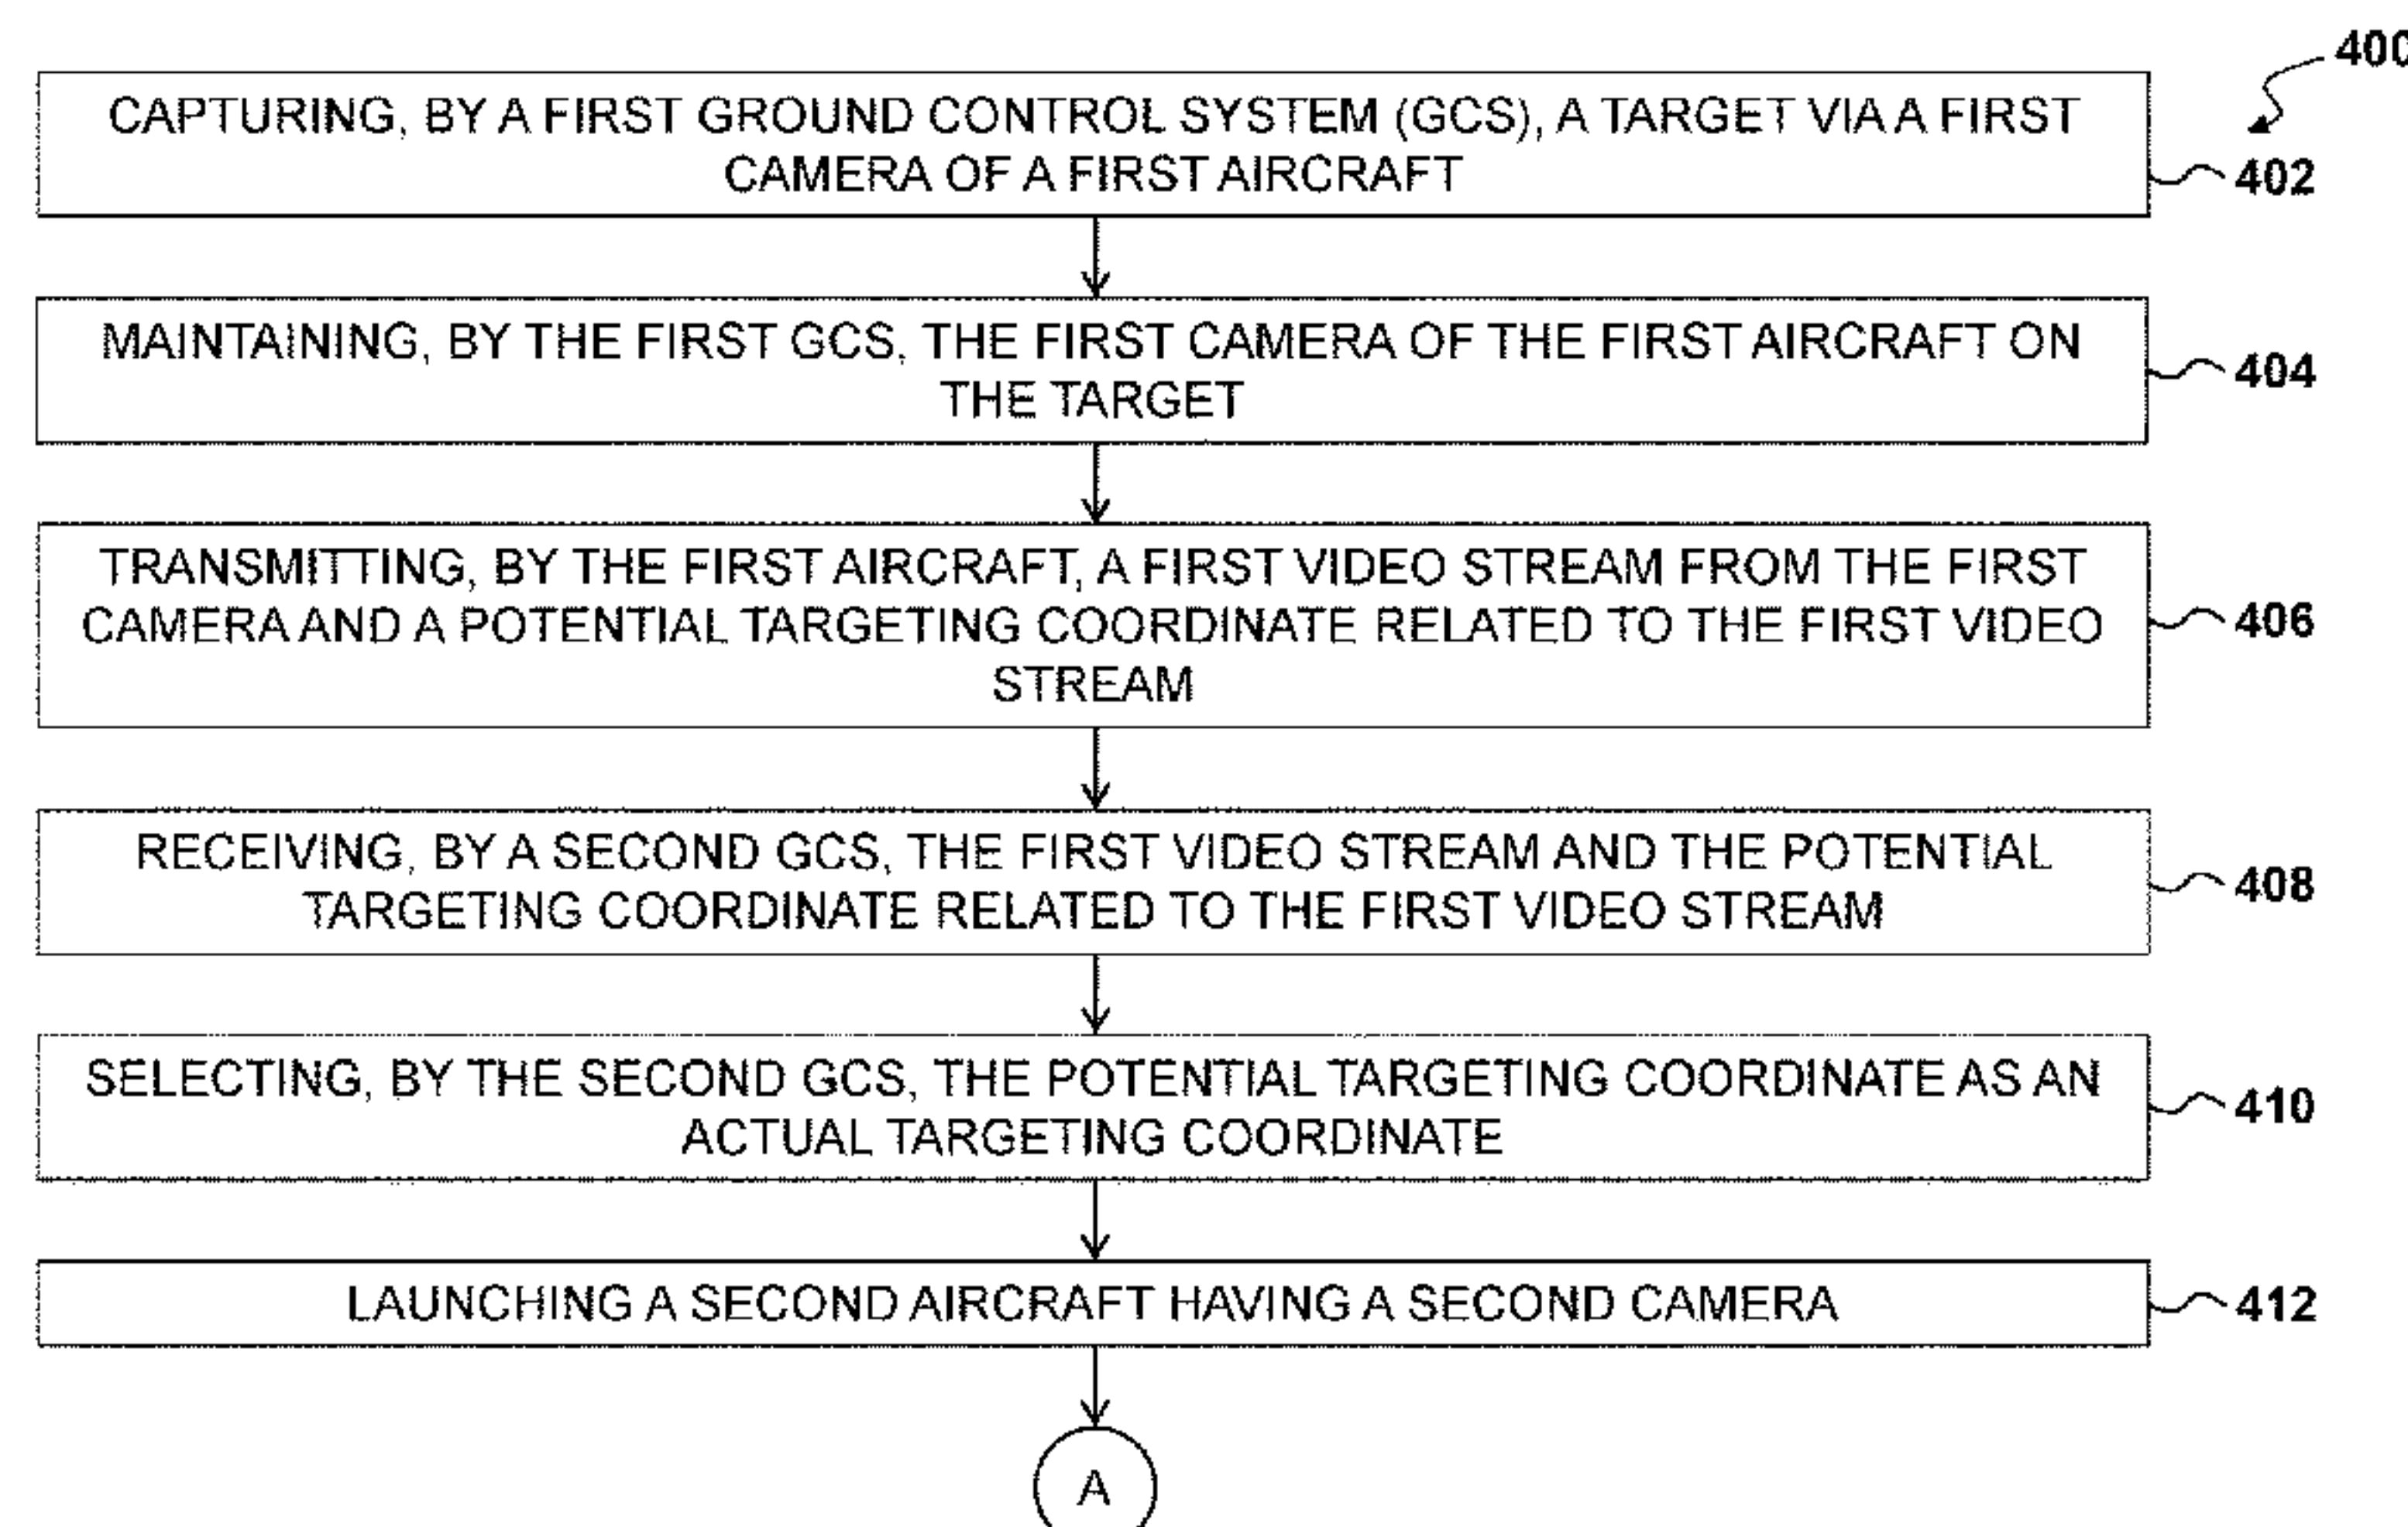 400
CAPTURING, BY A FIRST GROUND CONTROL SYSTEM (GCS), A TARGET VIA A FIRST
CAMERA OF A FIRST AIRCRAFT
402
MAINTAINING, BY THE FIRST GCS, THE FIRST CAMERA OF THE FIRST AIRCRAFT ON
THE TARGET
404
TRANSMITTING, BY THE FIRST AIRCRAFT, A FIRST VIDEO STREAM FROM THE FIRST
CAMERA AND A POTENTIAL TARGETING COORDINATE RELATED TO THE FIRST VIDEO
STREAM
406
RECEIVING, BY A SECOND GCS, THE FIRST VIDEO STREAM AND THE POTENTIAL
TARGETING COORDINATE RELATED TO THE FIRST VIDEO STREAM
408
SELECTING, BY THE SECOND GCS, THE POTENTIAL TARGETING COORDINATE AS AN
ACTUAL TARGETING COORDINATE
410
LAUNCHING A SECOND AIRCRAFT HAVING A SECOND CAMERA
412
A